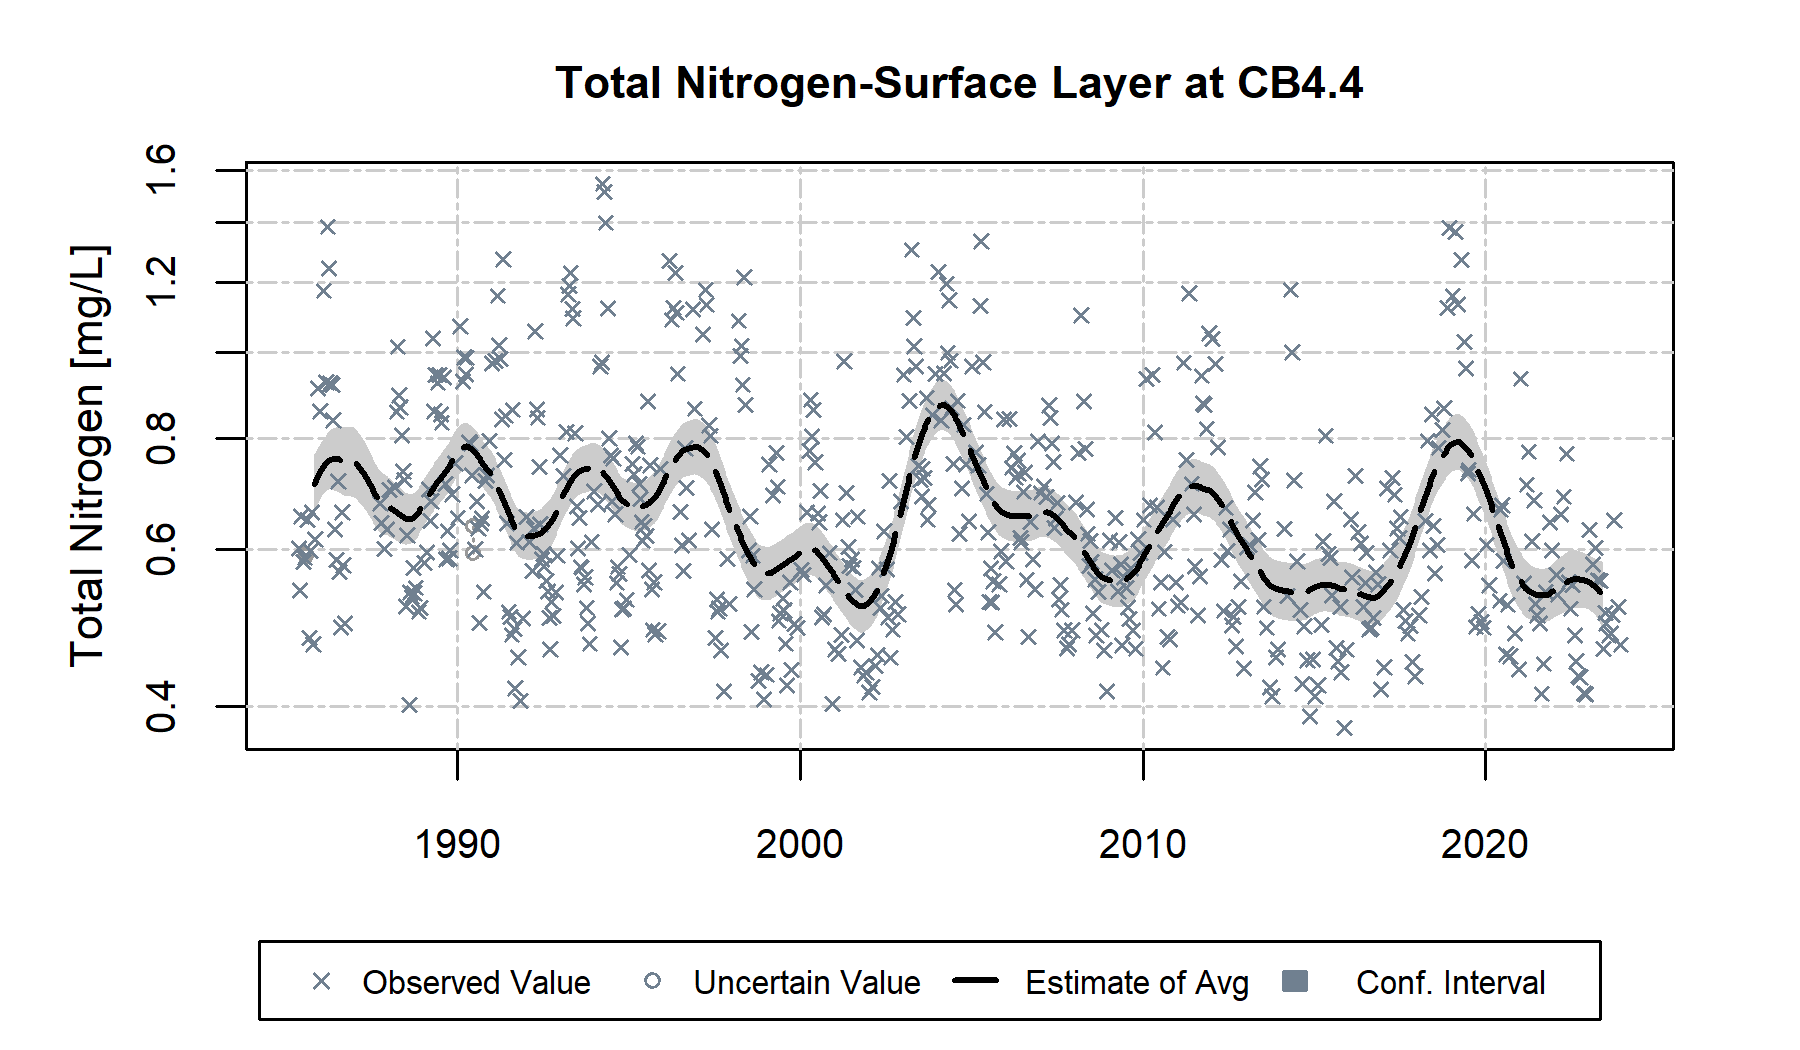 Total Nitrogen-Surface Layer at CB4.4
Total Nitrogen [mg/L]
1.6
1.2
0.8
0.6
0.4
1990 2000 2010 2020
Observed Value Uncertain Value Estimate of Avg Conf. Interval